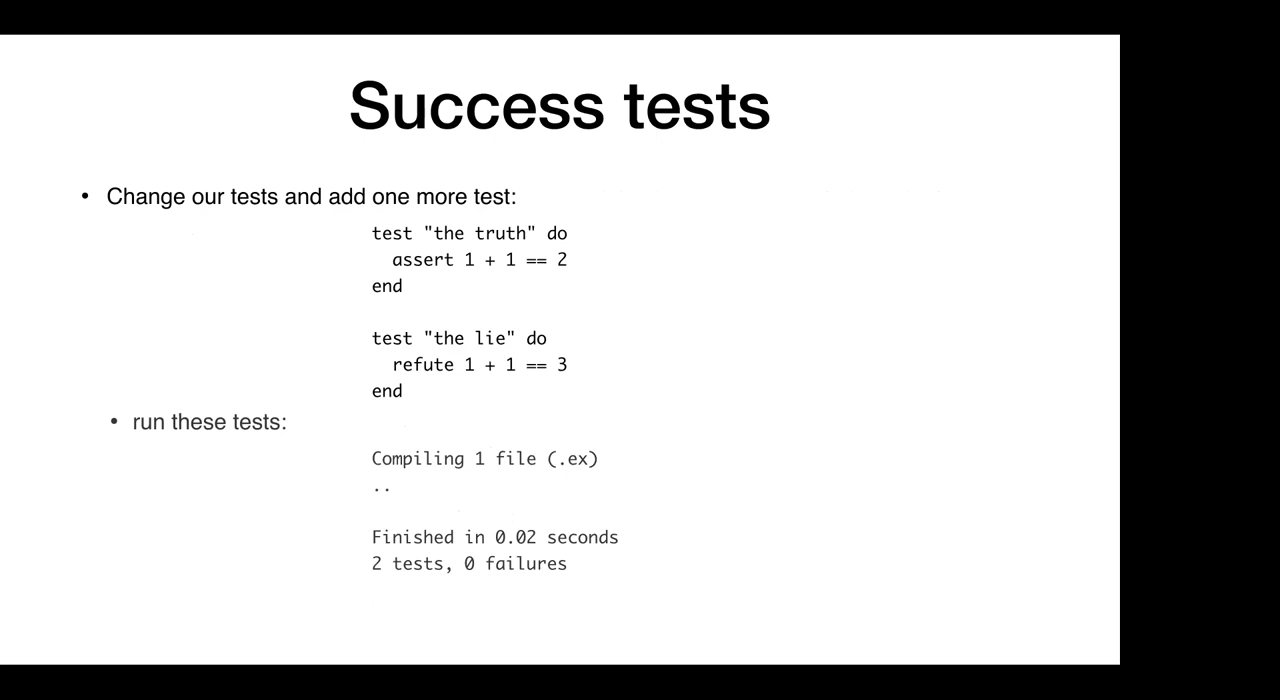 Success tests
• Change our tests and add one more test:
test "the truth" do
  assert 1 + 1 == 2
end
test "the lie" do
  refute 1 + 1 == 3
end
• run these tests:
Compiling 1 file (.ex)
..
Finished in 0.02 seconds
2 tests, 0 failures